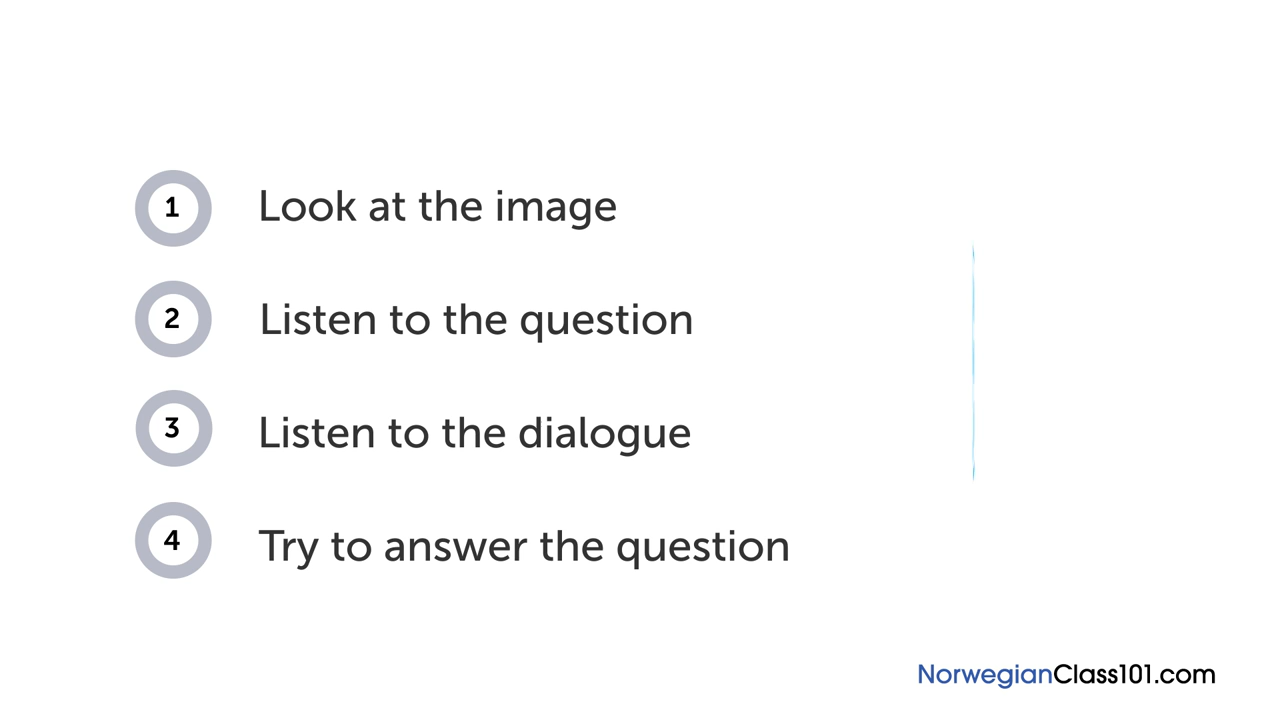 1 Look at the image
2 Listen to the question
3 Listen to the dialogue
4 Try to answer the question
NorwegianClass101.com